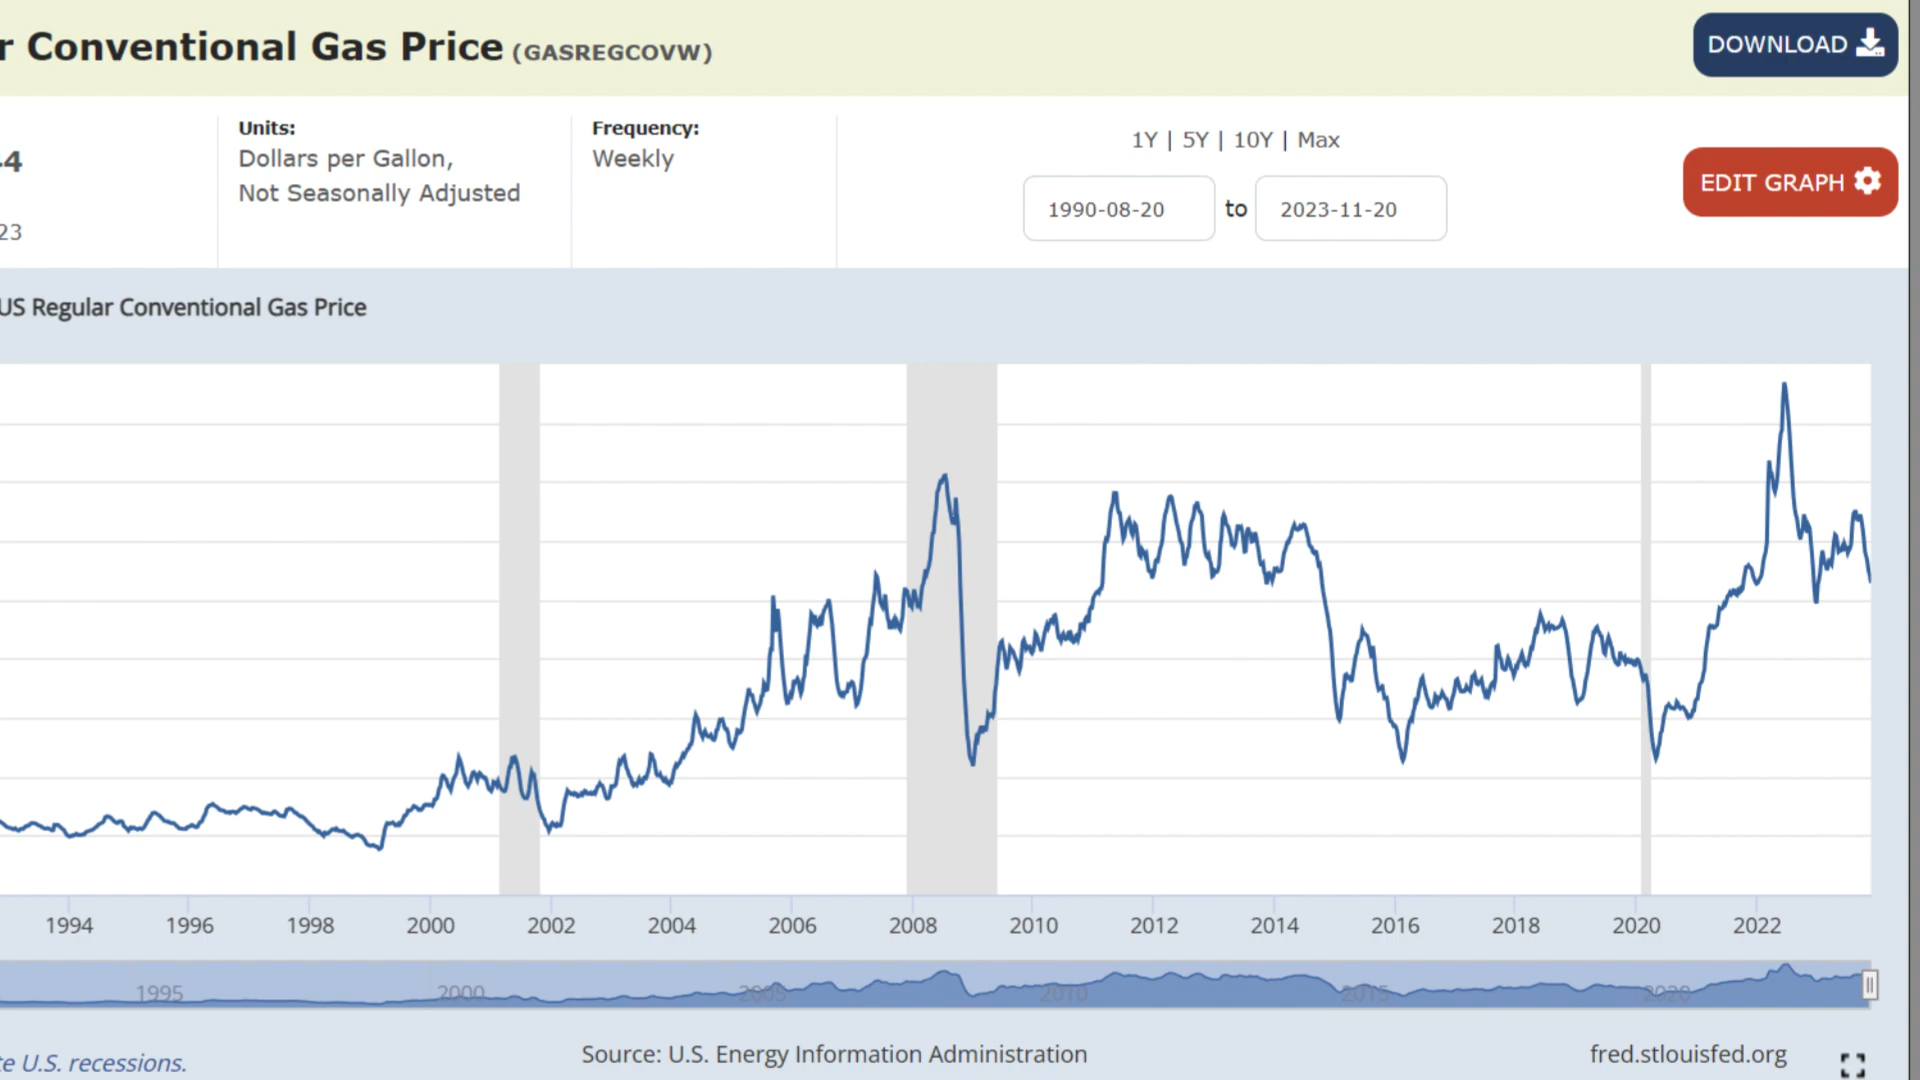 r Conventional Gas Price (GASREGCOVW)
DOWNLOAD
44
23
Units:
Dollars per Gallon,
Not Seasonally Adjusted
Frequency:
Weekly
1Y | 5Y | 10Y | Max
1990-08-20 to 2023-11-20
EDIT GRAPH
US Regular Conventional Gas Price
1994 1996 1998 2000 2002 2004 2006 2008 2010 2012 2014 2016 2018 2020 2022
1995 2000 2005 2010 2015 2020
te U.S. recessions.
Source: U.S. Energy Information Administration
fred.stlouisfed.org